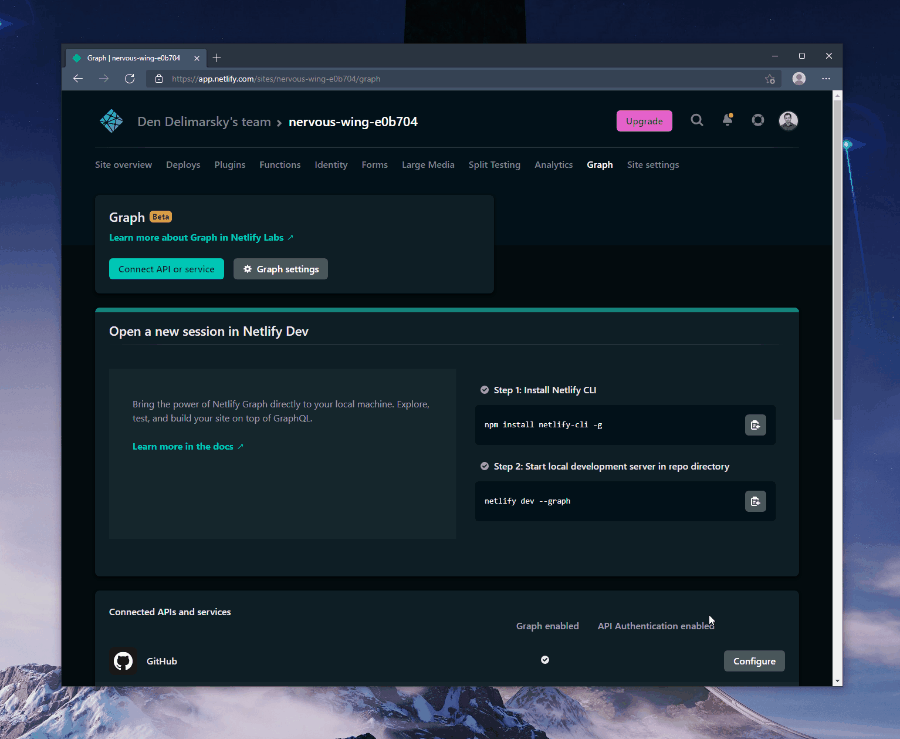 Graph | nervous-wing-e0b704
https://app.netlify.com/sites/nervous-wing-e0b704/graph
Den Delimarsky's team > nervous-wing-e0b704
Upgrade
Site overview Deploys Plugins Functions Identity Forms Large Media Split Testing Analytics Graph Site settings
Graph Beta
Learn more about Graph in Netlify Labs ↗
Connect API or service Graph settings
Open a new session in Netlify Dev
Bring the power of Netlify Graph directly to your local machine. Explore,
test, and build your site on top of GraphQL.
Learn more in the docs ↗
Step 1: Install Netlify CLI
npm install netlify-cli -g
Step 2: Start local development server in repo directory
netlify dev --graph
Connected APIs and services
Graph enabled API Authentication enabled
GitHub Configure